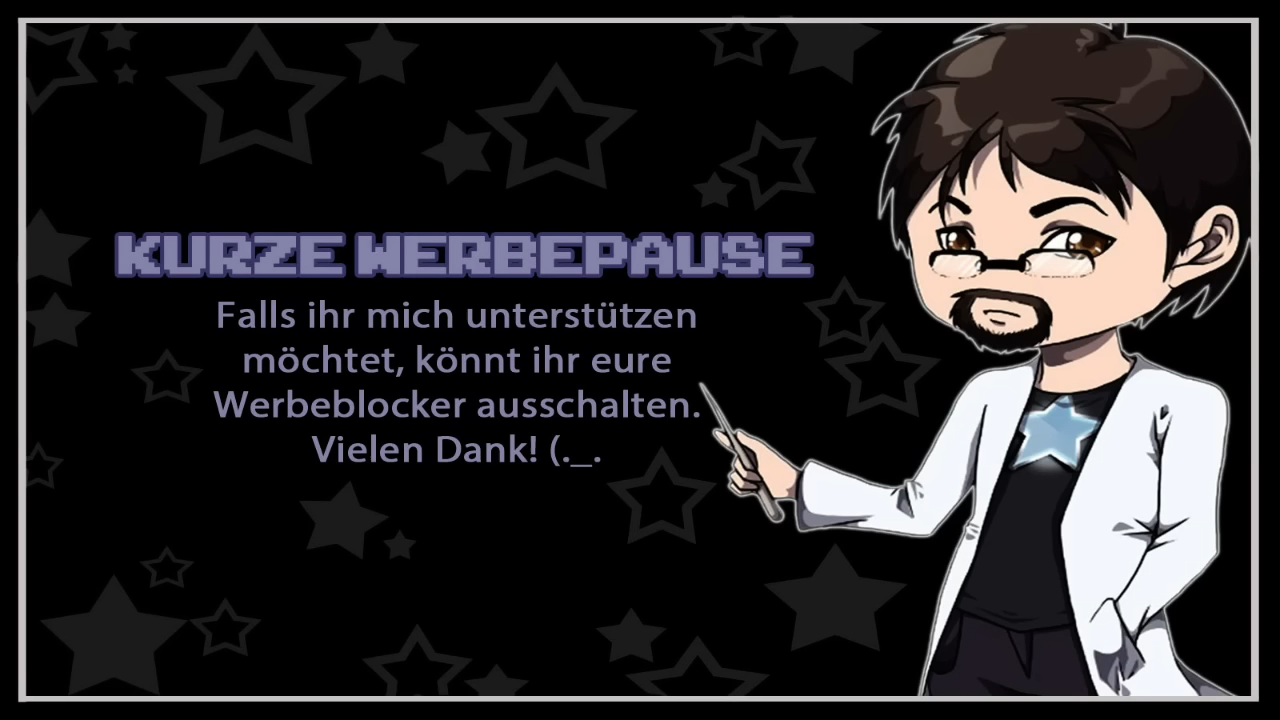 KURZE WERBEPAUSE
Falls ihr mich unterstützen
möchtet, könnt ihr eure
Werbeblocker ausschalten.
Vielen Dank! (._.